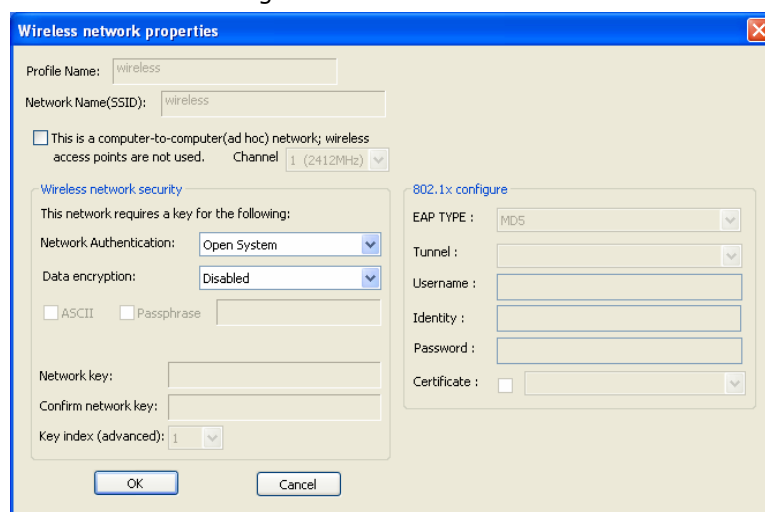 Wireless network properties
Profile Name: wireless
Network Name(SSID): wireless
This is a computer-to-computer(ad hoc) network; wireless
access points are not used. Channel 1 (2412MHz)
Wireless network security
This network requires a key for the following:
Network Authentication: Open System
Data encryption: Disabled
ASCII Passphrase
Network key:
Confirm network key:
Key index (advanced): 1
802.1x configure
EAP TYPE : MD5
Tunnel :
Username :
Identity :
Password :
Certificate :
OK Cancel